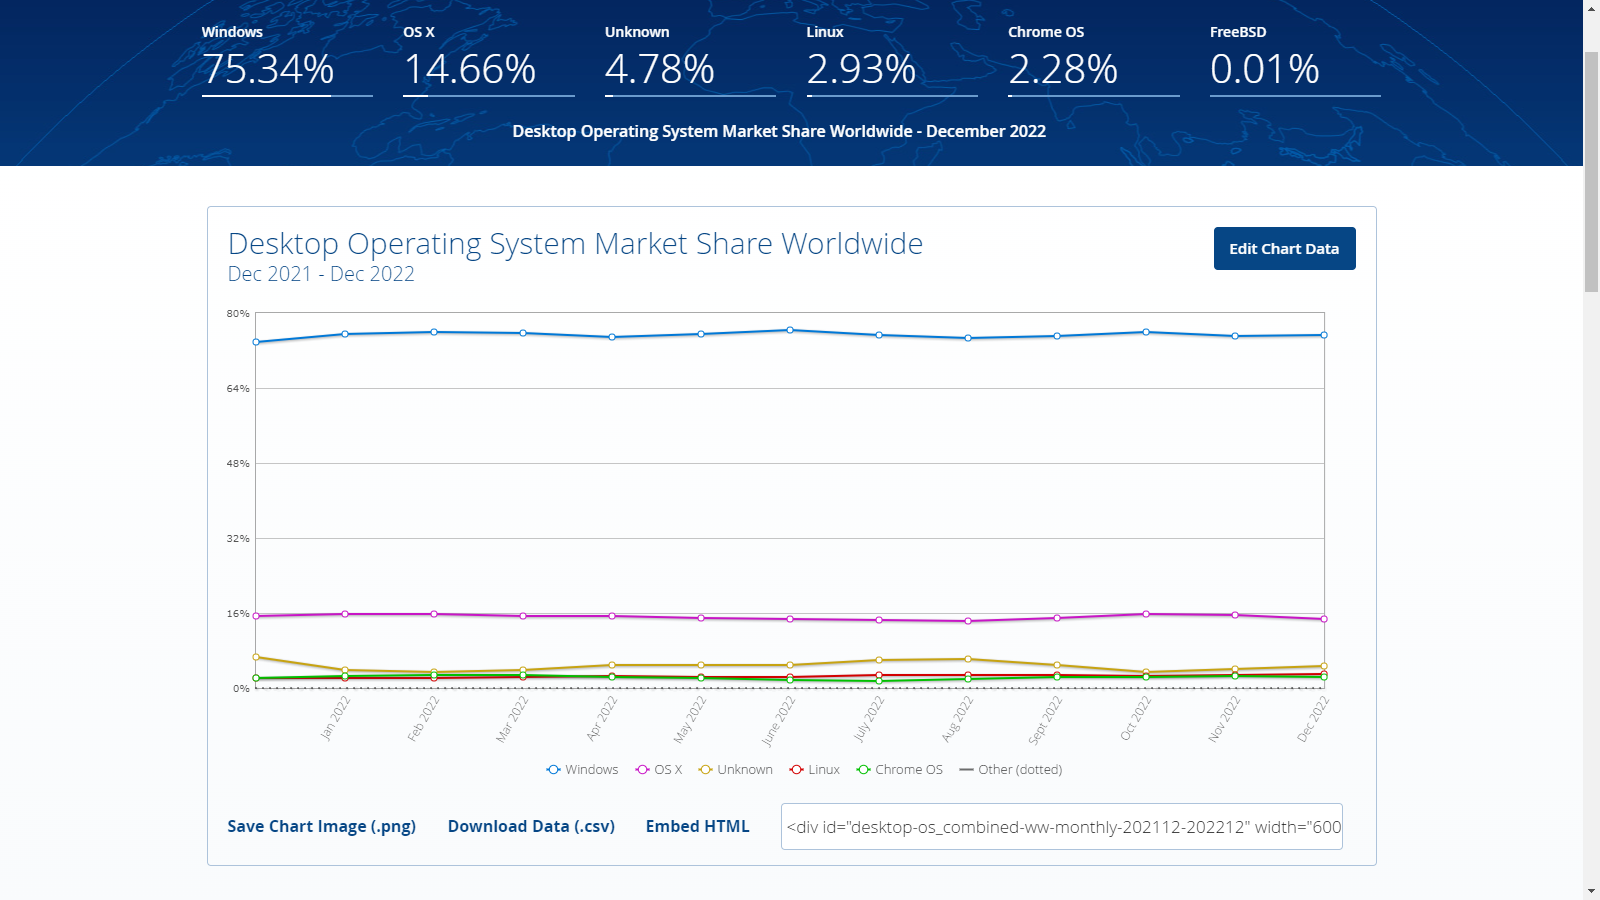 Windows OS X Unknown Linux Chrome OS FreeBSD
75.34% 14.66% 4.78% 2.93% 2.28% 0.01%
Desktop Operating System Market Share Worldwide - December 2022
Desktop Operating System Market Share Worldwide
Edit Chart Data
Dec 2021 - Dec 2022
80%
64%
48%
32%
16%
0%
Jan 2022 Feb 2022 Mar 2022 Apr 2022 May 2022 June 2022 July 2022 Aug 2022 Sept 2022 Oct 2022 Nov 2022 Dec 2022
Windows OS X Unknown Linux Chrome OS Other (dotted)
Save Chart Image (.png) Download Data (.csv) Embed HTML <div id="desktop-os_combined-ww-monthly-202112-202212" width="600